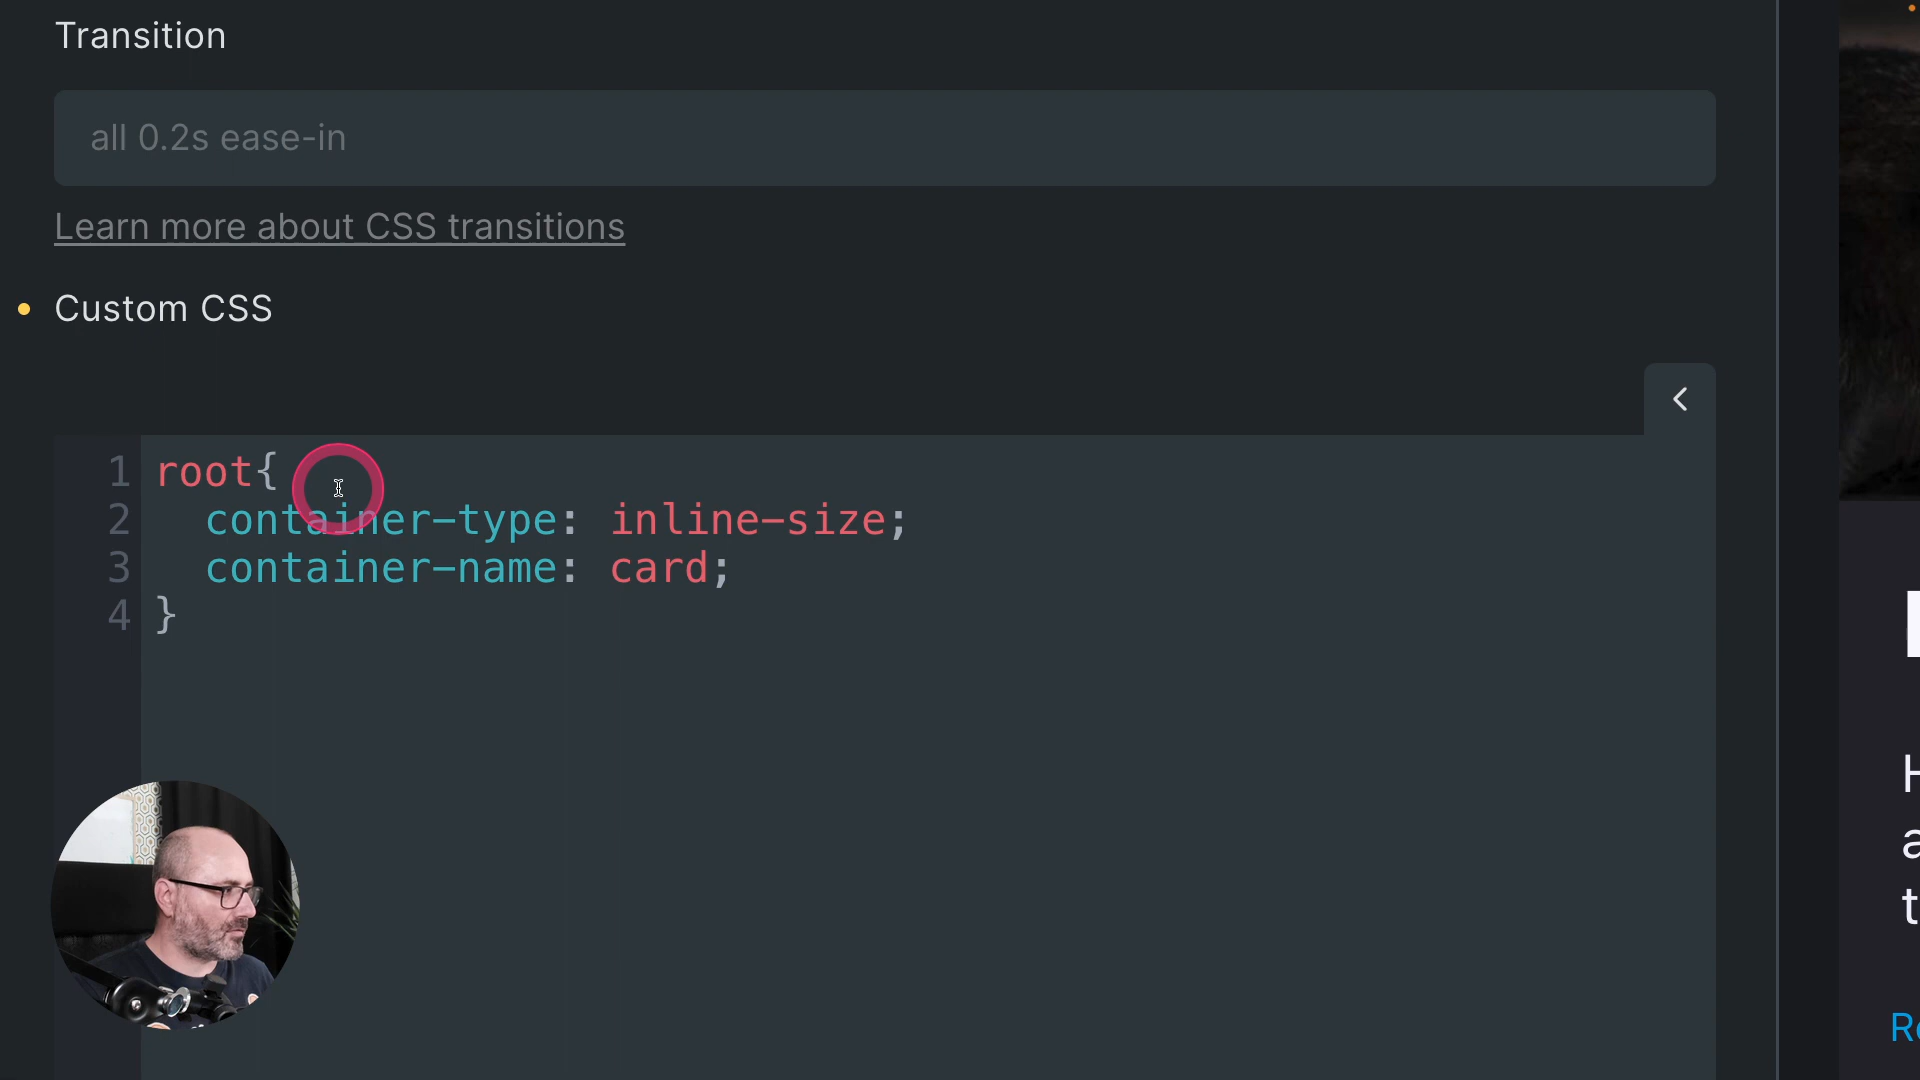 Transition
all 0.2s ease-in
Learn more about CSS transitions
Custom CSS
1 root{
2 container-type: inline-size;
3 container-name: card;
4 }
H
a
t
Re